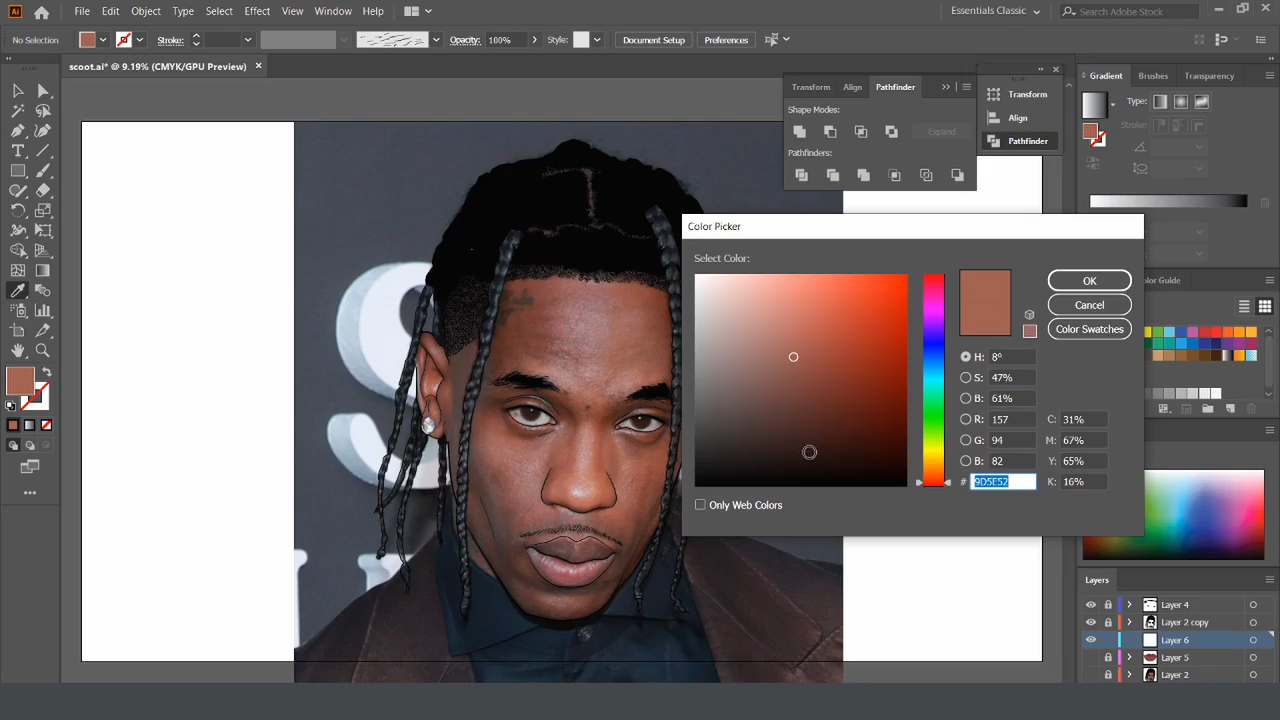 Ai File Edit Object Type Select Effect View Window Help Essentials Classic Search Adobe Stock
No Selection Stroke: Opacity: 100% Style: Document Setup Preferences
scoot.ai* @ 9.19% (CMYK/GPU Preview)
Transform Align Pathfinder
Shape Modes:
Expand
Pathfinders:
Transform
Align
Pathfinder
Gradient Brushes Transparency
Type:
Stroke:
Color Picker
Select Color:
OK
Cancel
Color Swatches
H: 8º
S: 47%
B: 61%
R: 157 C: 31%
G: 94 M: 67%
B: 82 Y: 65%
# 9D5E52 K: 16%
Only Web Colors
Color Guide
S
S
Layers
Layer 4
Layer 2 copy
Layer 6
Layer 5
Layer 2